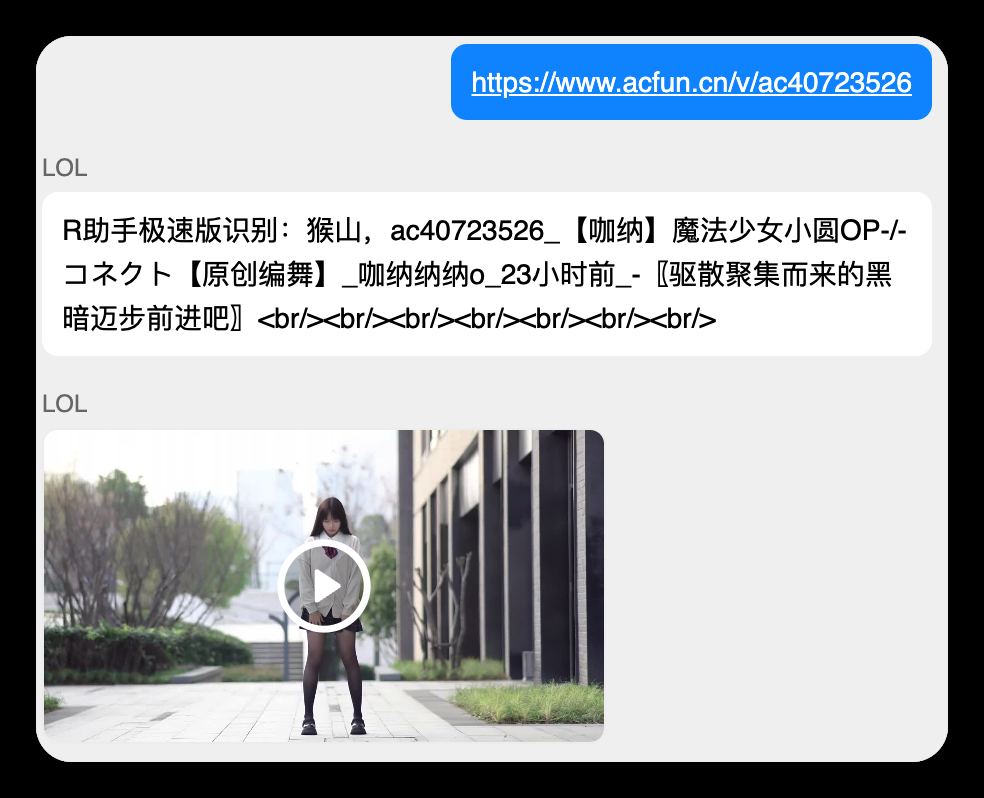 https://www.acfun.cn/v/ac40723526
LOL
R助手极速版识别：猴山，ac40723526_【咖纳】魔法少女小圆OP-/-
コネクト【原创编舞】_咖纳纳纳o_23小时前_-〖驱散聚集而来的黑
暗迈步前进吧〗<br/><br/><br/><br/><br/><br/><br/>
LOL